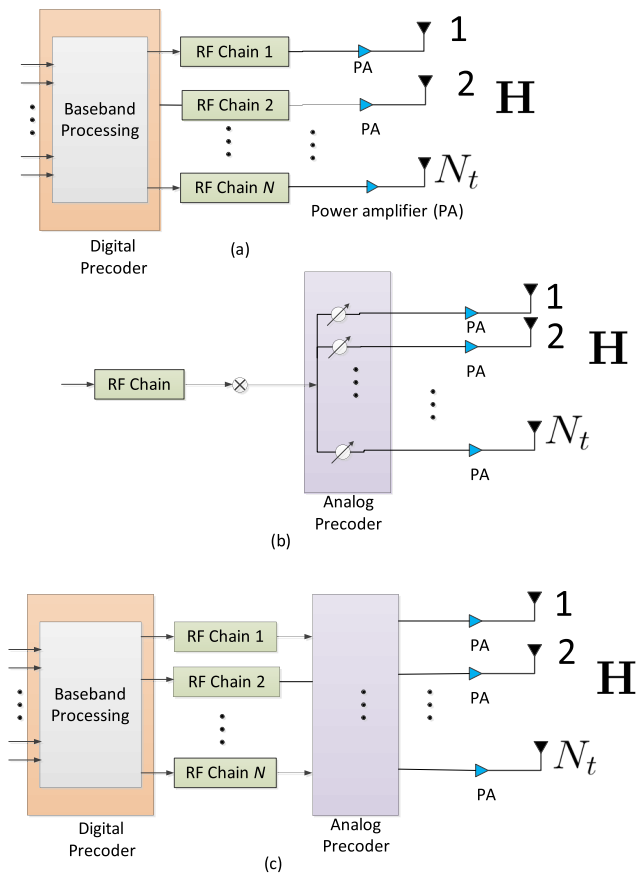 RF Chain 1
PA
1
Baseband
Processing
RF Chain 2
PA
2
H
RF Chain N
N_t
Power amplifier (PA)
Digital
Precoder
(a)
1
PA
2
PA
H
RF Chain
N_t
PA
Analog
Precoder
(b)
RF Chain 1
1
PA
Baseband
Processing
RF Chain 2
2
PA
H
RF Chain N
N_t
PA
Digital
Precoder
Analog
Precoder
(c)